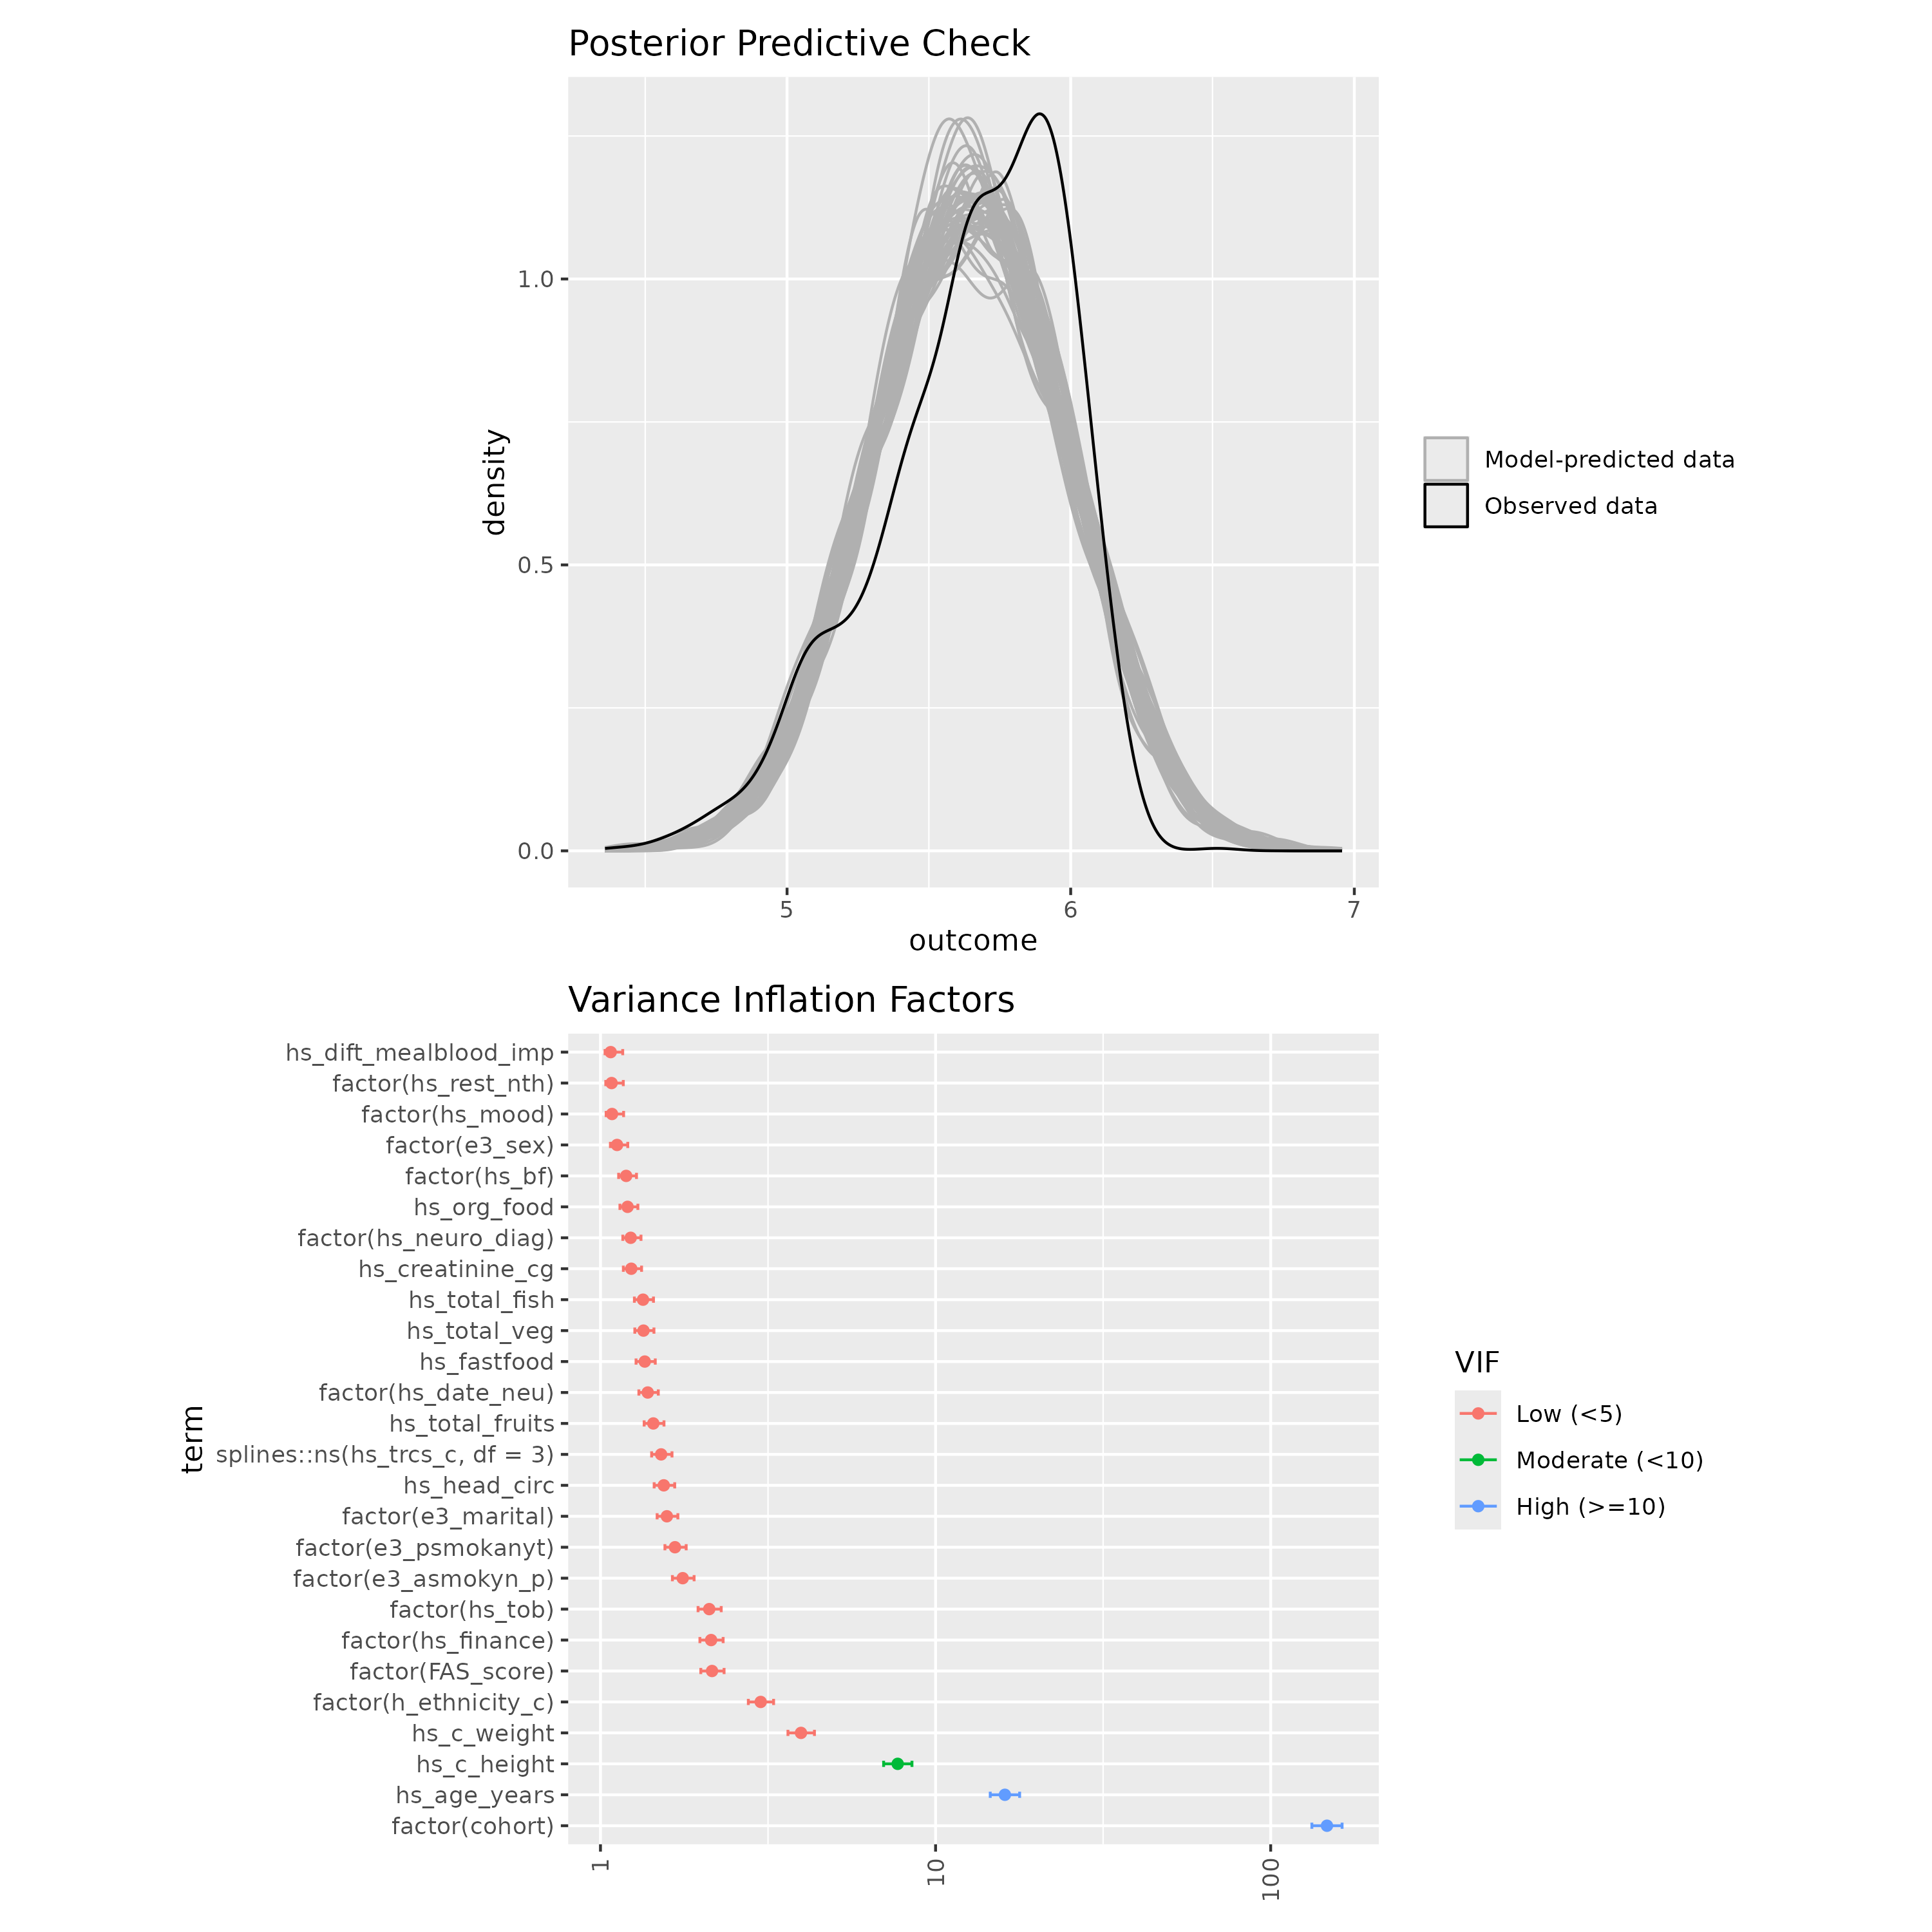 Posterior Predictive Check
density
1.0
0.5
0.0
5
6
7
outcome
Model-predicted data
Observed data
Variance Inflation Factors
term
hs_dift_mealblood_imp
factor(hs_rest_nth)
factor(hs_mood)
factor(e3_sex)
factor(hs_bf)
hs_org_food
factor(hs_neuro_diag)
hs_creatinine_cg
hs_total_fish
hs_total_veg
hs_fastfood
factor(hs_date_neu)
hs_total_fruits
splines::ns(hs_trcs_c, df = 3)
hs_head_circ
factor(e3_marital)
factor(e3_psmokanyt)
factor(e3_asmokyn_p)
factor(hs_tob)
factor(hs_finance)
factor(FAS_score)
factor(h_ethnicity_c)
hs_c_weight
hs_c_height
hs_age_years
factor(cohort)
1
10
100
VIF
Low (<5)
Moderate (<10)
High (>=10)